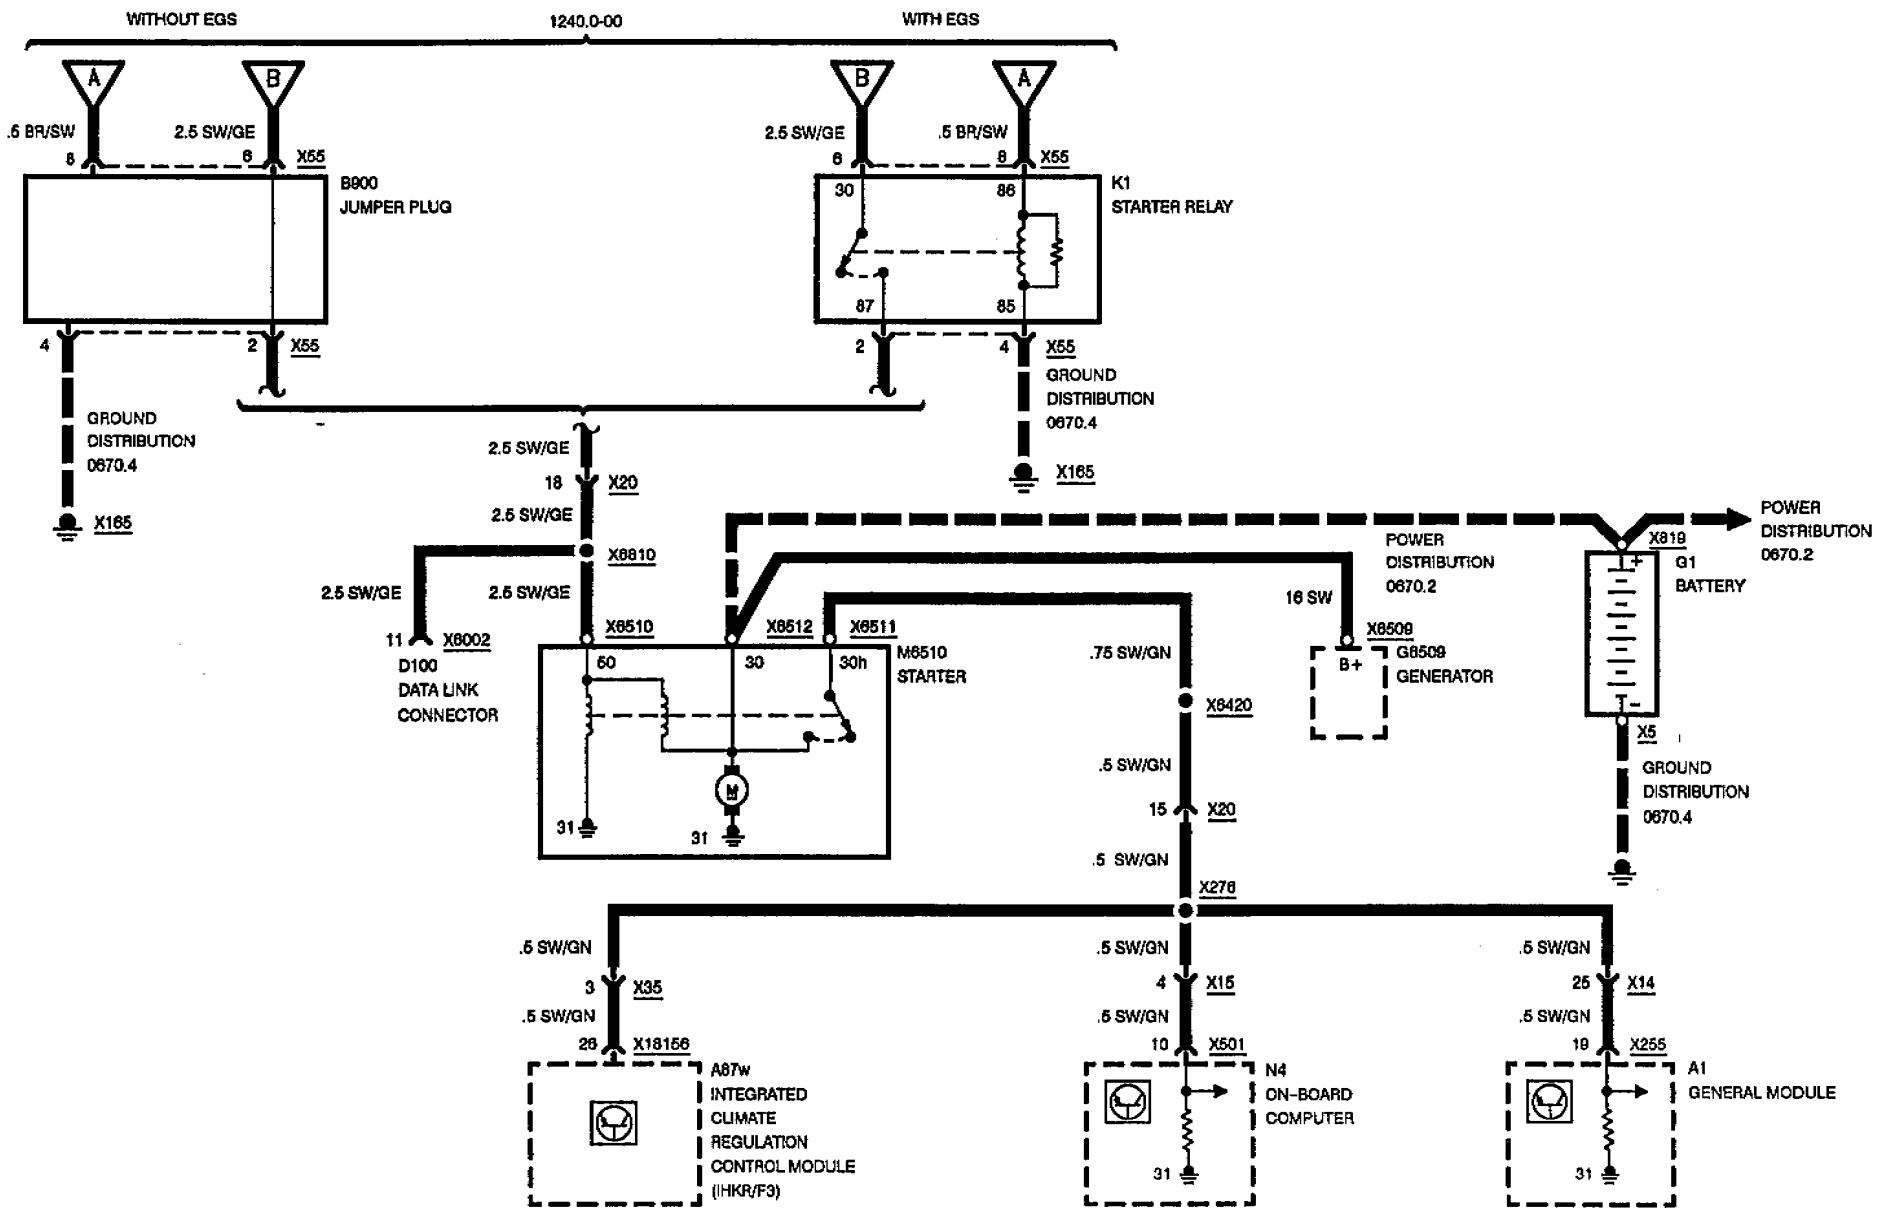 WITHOUT EGS
1240.0-00
WITH EGS
A
B
B
A
.5 BR/SW
2.5 SW/GE
2.5 SW/GE
.5 BR/SW
8
6
X55
6
8
X55
B900
JUMPER PLUG
30
86
K1
STARTER RELAY
87
85
4
2
X55
2
4
X55
GROUND
DISTRIBUTION
0670.4
GROUND
DISTRIBUTION
0670.4
2.5 SW/GE
18
X20
X165
2.5 SW/GE
X165
POWER
DISTRIBUTION
0670.2
X6810
X819
POWER
DISTRIBUTION
0670.2
+
G1
BATTERY
2.5 SW/GE
2.5 SW/GE
16 SW
11
X6002
X6510
X6512
X6511
X6509
D100
DATA LINK
CONNECTOR
50
30
30h
M6510
STARTER
.75 SW/GN
B+
G6509
GENERATOR
X6420
-
X5
.5 SW/GN
GROUND
DISTRIBUTION
0670.4
M
15
X20
31
31
.5 SW/GN
X276
.5 SW/GN
.5 SW/GN
.5 SW/GN
3
X35
4
X15
25
X14
.5 SW/GN
.5 SW/GN
.5 SW/GN
26
X18156
10
X501
19
X255
A87w
INTEGRATED
CLIMATE
REGULATION
CONTROL MODULE
(IHKR/F3)
N4
ON-BOARD
COMPUTER
A1
GENERAL MODULE
31
31